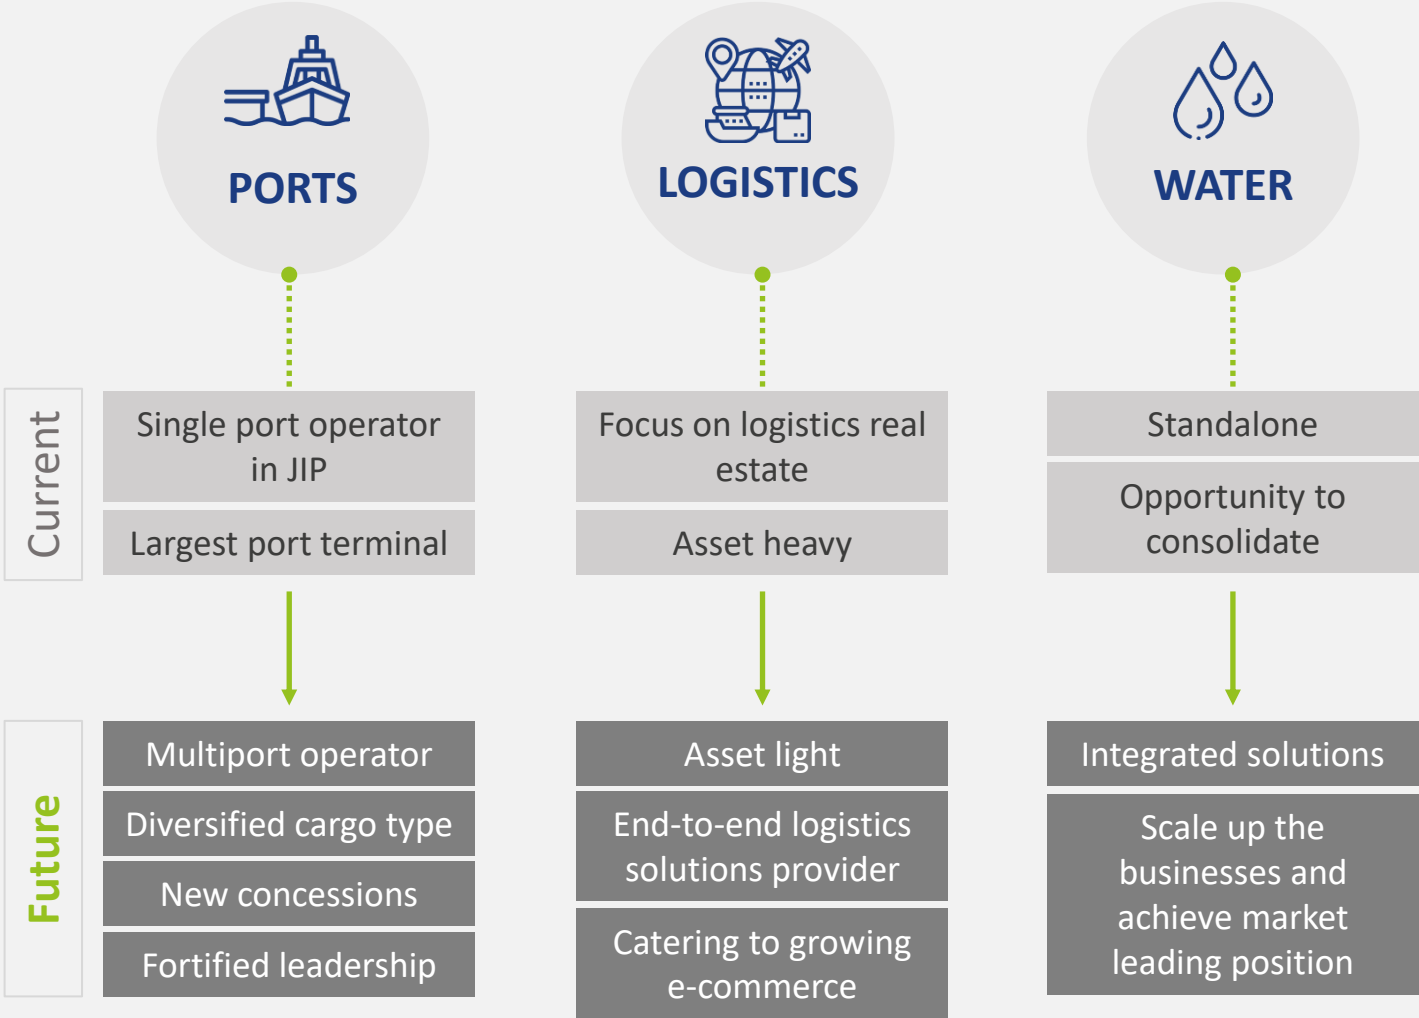 PORTS
LOGISTICS
WATER
Current
Single port operator
in JIP
Largest port terminal
Focus on logistics real
estate
Asset heavy
Standalone
Opportunity to
consolidate
Future
Multiport operator
Diversified cargo type
New concessions
Fortified leadership
Asset light
End-to-end logistics
solutions provider
Catering to growing
e-commerce
Integrated solutions
Scale up the
businesses and
achieve market
leading position